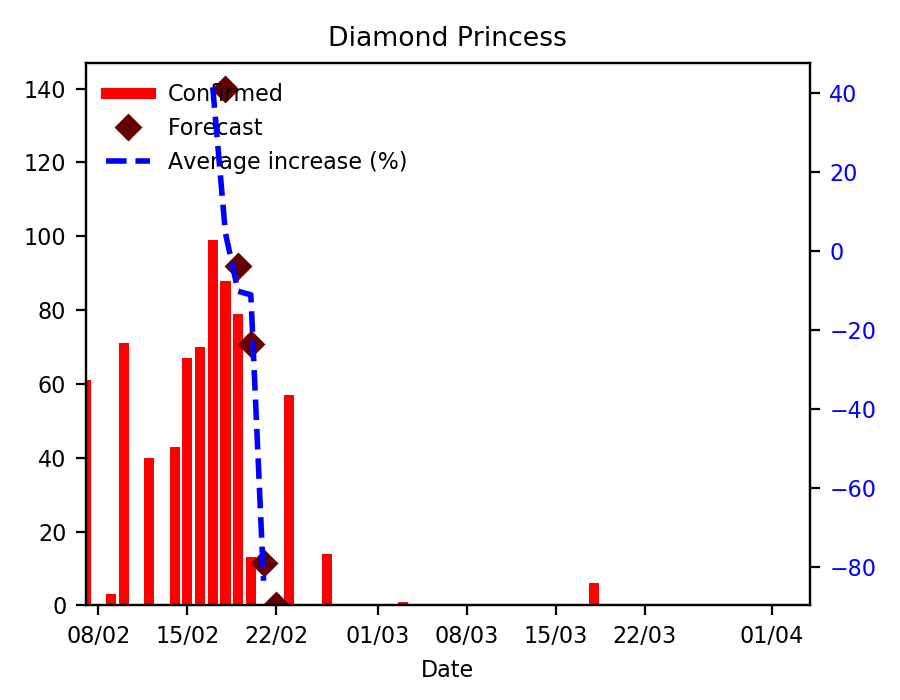 Diamond Princess
140
120
100
80
60
40
20
0
Confirmed
Forecast
Average increase (%)
40
20
0
−20
−40
−60
−80
08/02 15/02 22/02 01/03 08/03 15/03 22/03 01/04
Date